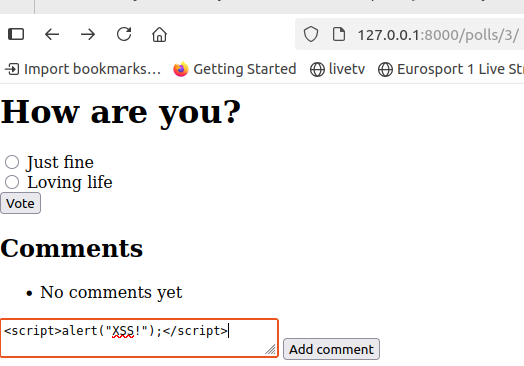 127.0.0.1:8000/polls/3/
Import bookmarks… Getting Started livetv Eurosport 1 Live St
How are you?
Just fine
Loving life
Vote
Comments
• No comments yet
<script>alert("XSS!");</script>
Add comment